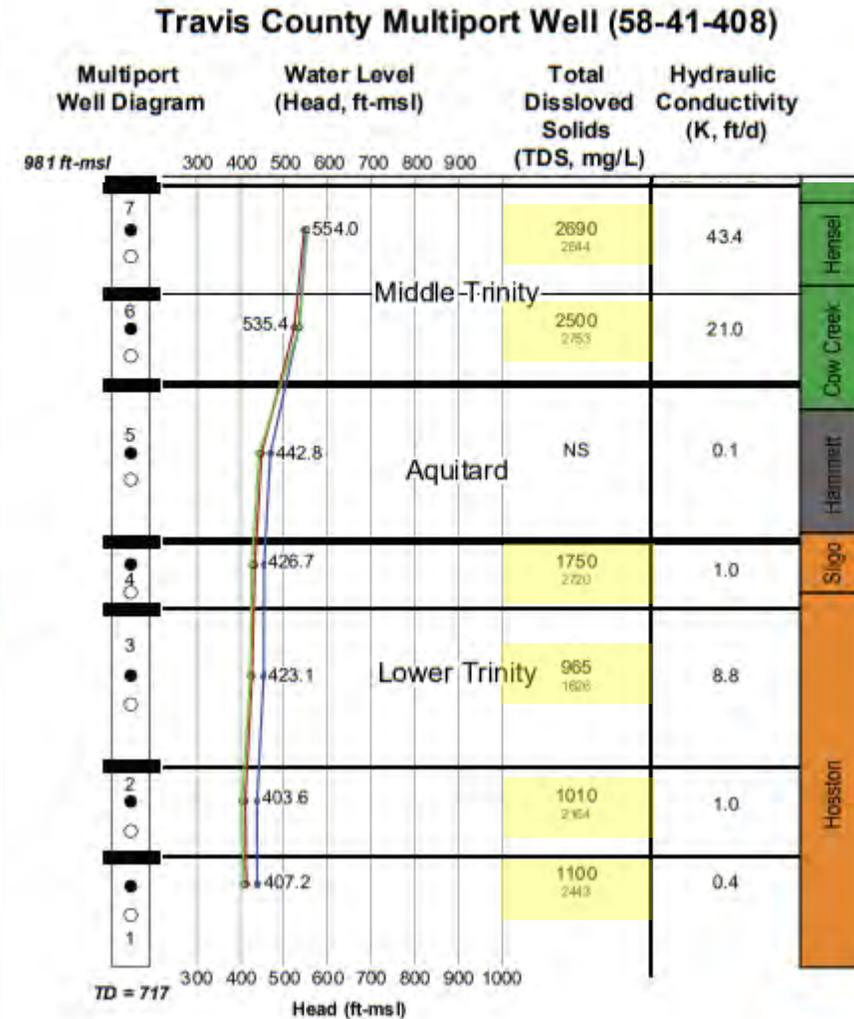 Travis County Multiport Well (58-41-408)
Multiport
Well Diagram
Water Level
(Head, ft-msl)
Total
Dissloved
Solids
(TDS, mg/L)
Hydraulic
Conductivity
(K, ft/d)
981 ft-msl
300 400 500 600 700 800 900
7
554.0
2690
2844
43.4
Hensel
Middle Trinity
6
535.4
2500
2753
21.0
Cow Creek
5
442.8
Aquitard
NS
0.1
Hammett
4
426.7
1750
2720
1.0
Sligo
3
423.1
Lower Trinity
965
1626
8.8
2
403.6
1010
2164
1.0
Hosston
1
407.2
1100
2443
0.4
300 400 500 600 700 800 900 1000
TD = 717
Head (ft-msl)